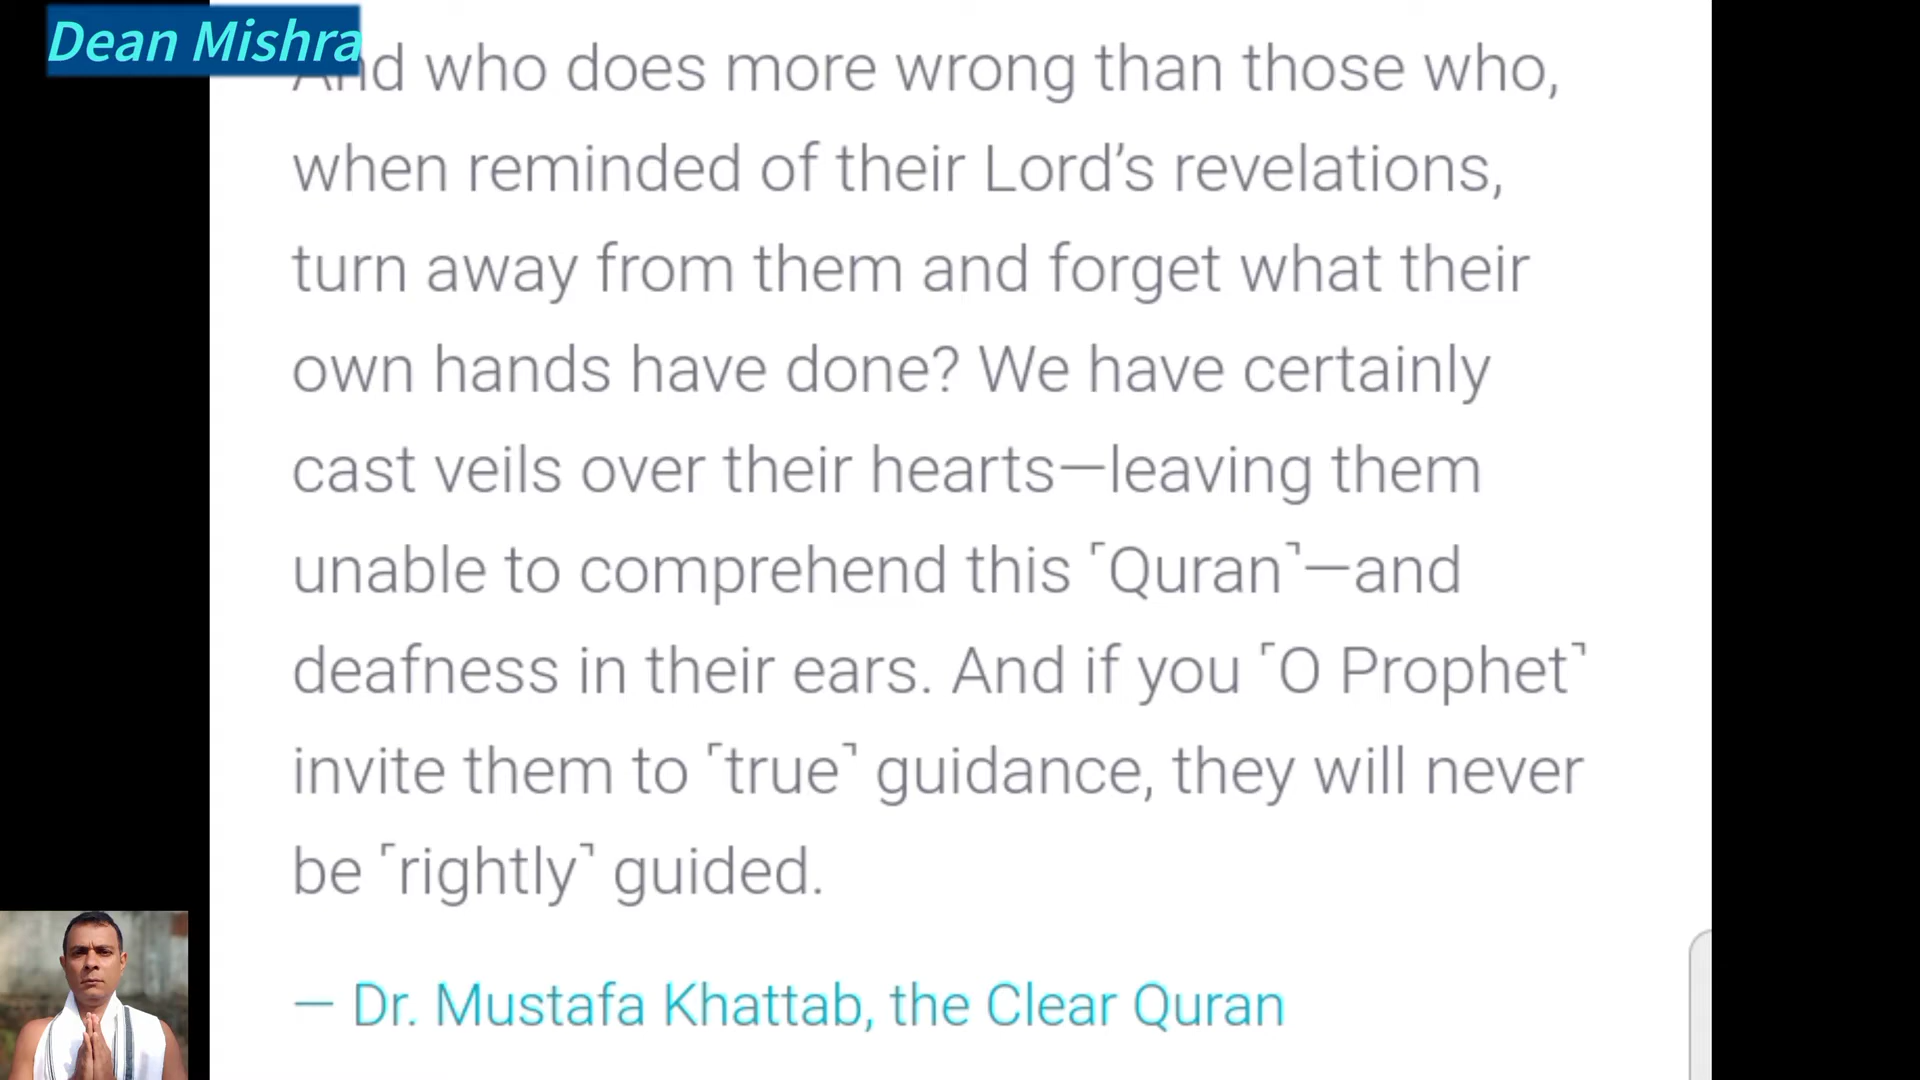 Dean Mishra
And who does more wrong than those who,
when reminded of their Lord’s revelations,
turn away from them and forget what their
own hands have done? We have certainly
cast veils over their hearts—leaving them
unable to comprehend this ˹Quran˺—and
deafness in their ears. And if you ˹O Prophet˺
invite them to ˹true˺ guidance, they will never
be ˹rightly˺ guided.
— Dr. Mustafa Khattab, the Clear Quran